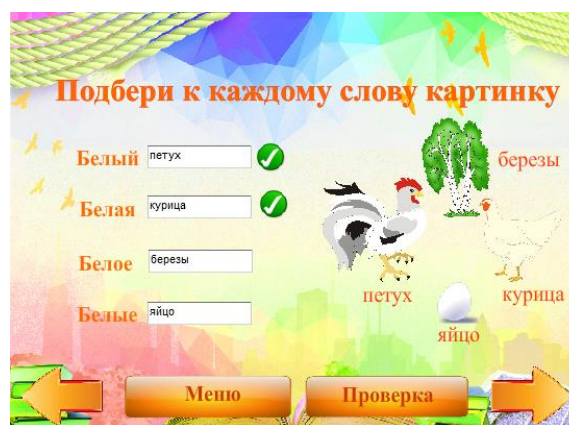 Подбери к каждому слову картинку
Белый петух
Белая курица
Белое березы
Белые яйцо
березы
петух
курица
яйцо
Меню
Проверка